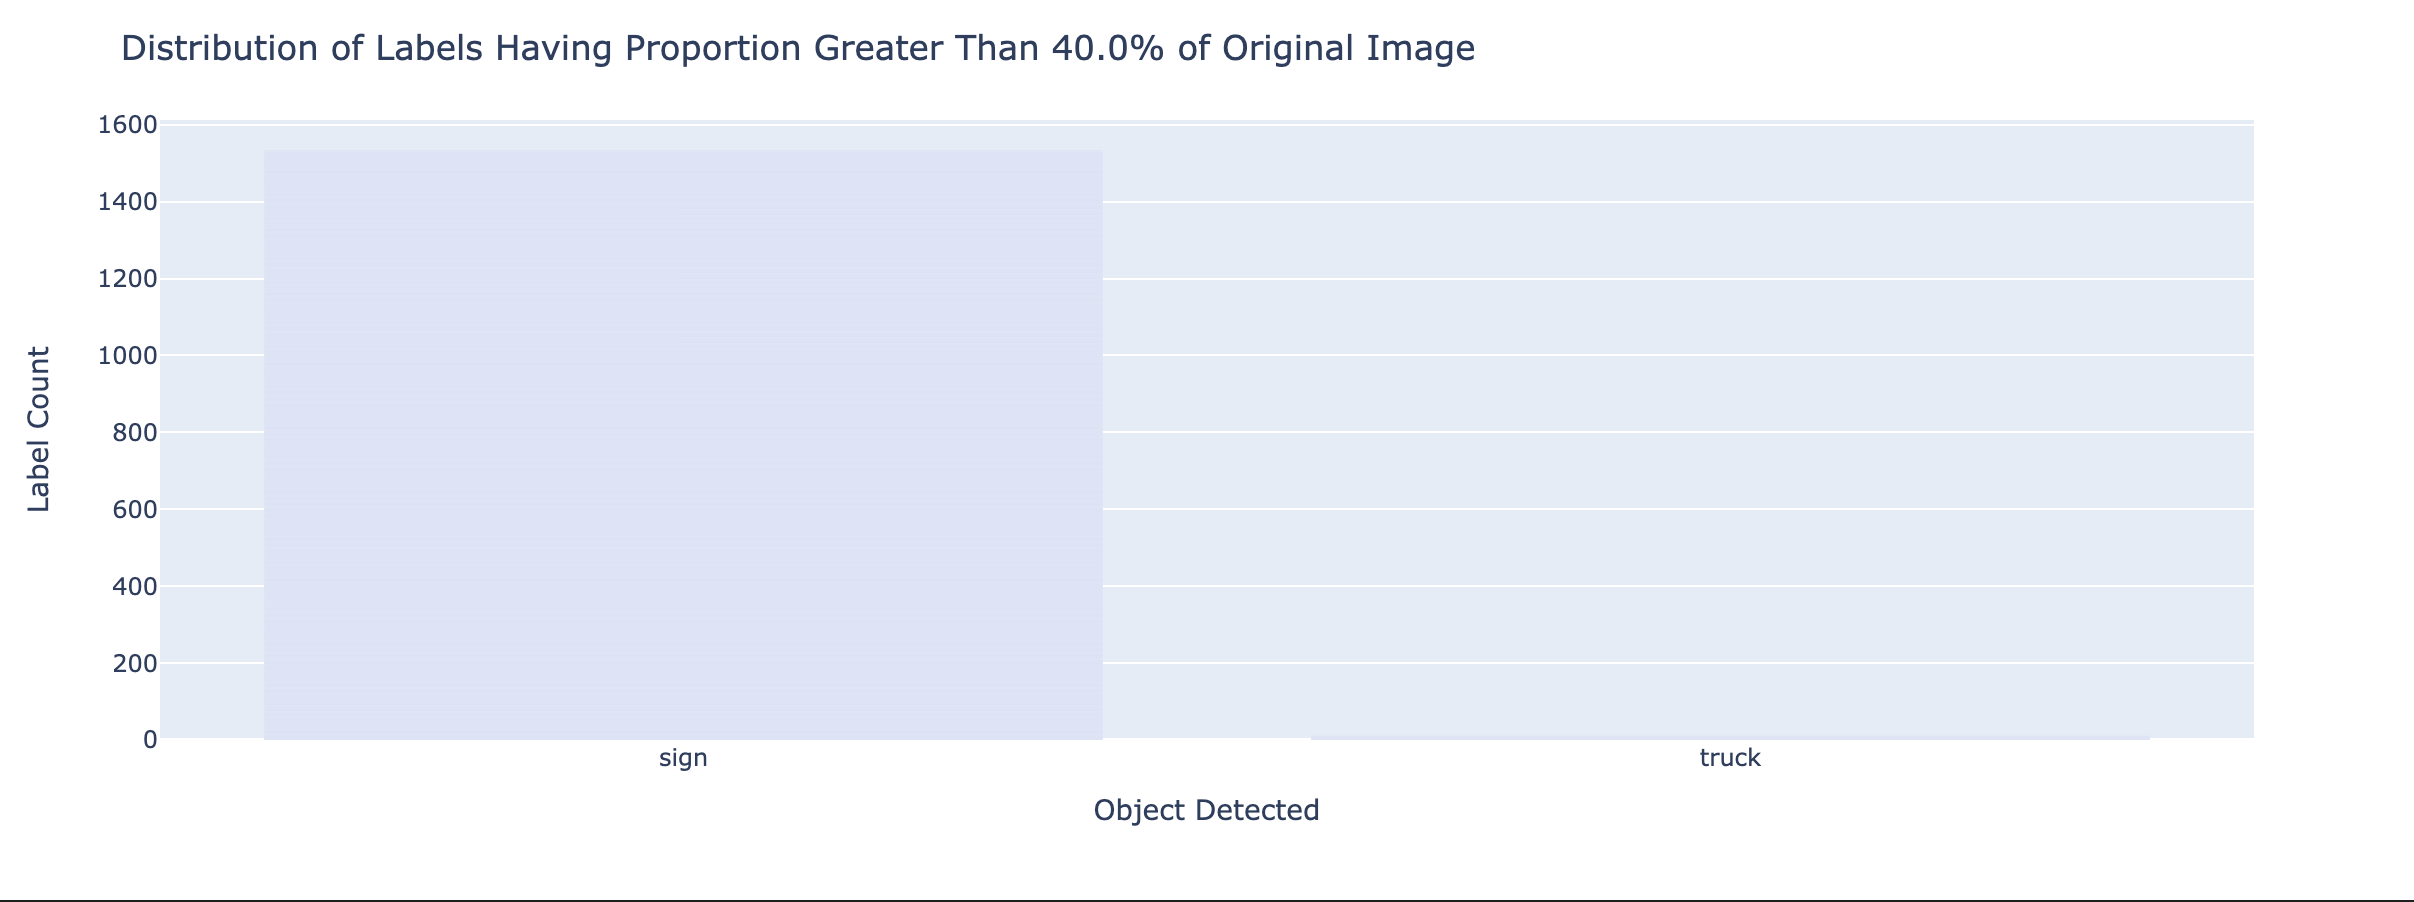 Distribution of Labels Having Proportion Greater Than 40.0% of Original Image
1600
1400
1200
1000
800
600
400
200
0
Label Count
sign
truck
Object Detected